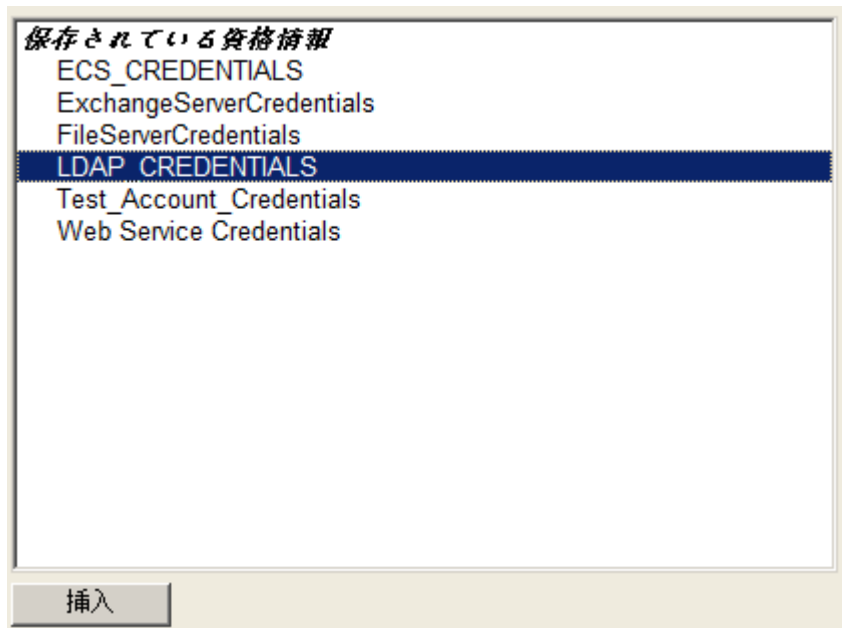 保存されている資格情報
ECS_CREDENTIALS
ExchangeServerCredentials
FileServerCredentials
LDAP_CREDENTIALS
Test_Account_Credentials
Web Service Credentials
挿入